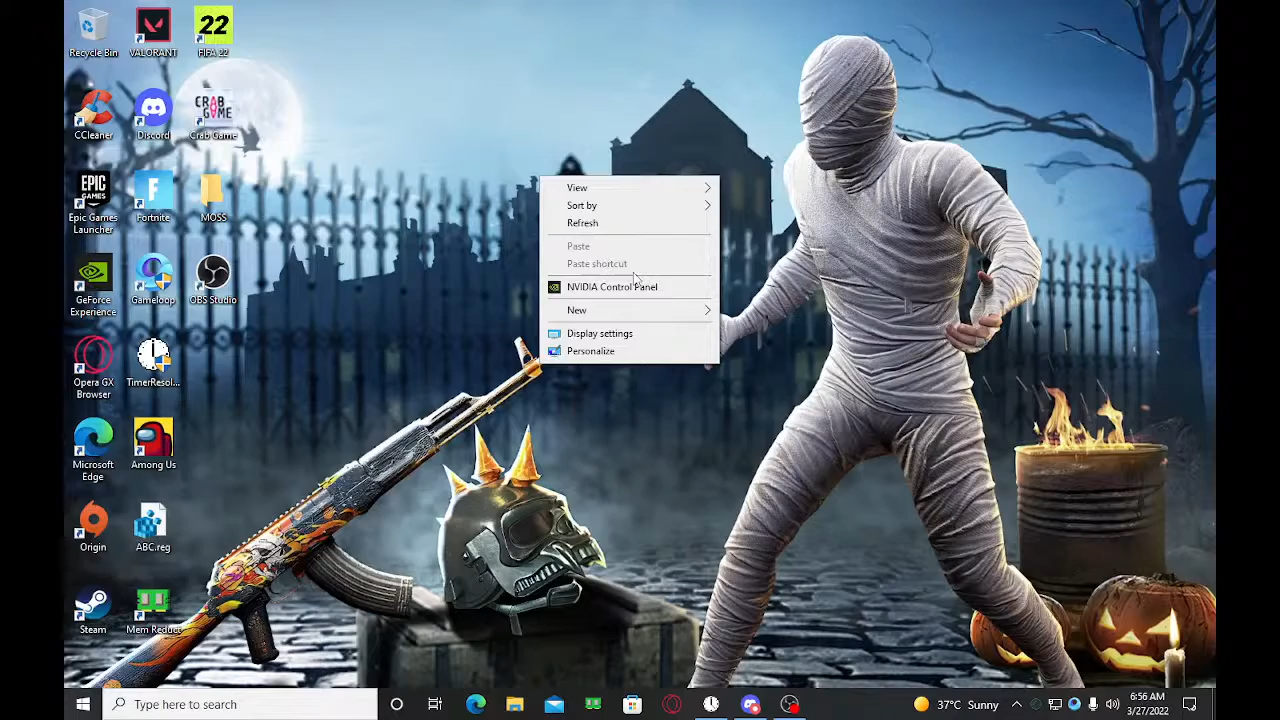 Recycle Bin
VALORANT
22
FIFA 22
CCleaner
Discord
CRAB
GAME
Crab Game
EPIC
GAMES
Epic Games
Launcher
Fortnite
MOSS
GeForce
Experience
Gameloop
OBS Studio
Opera GX
Browser
TimerResol...
Microsoft
Edge
Among Us
Origin
ABC.reg
Steam
Mem Reduct
View
Sort by
Refresh
Paste
Paste shortcut
NVIDIA Control Panel
New
Display settings
Personalize
Type here to search
37°C Sunny
6:56 AM
3/27/2022